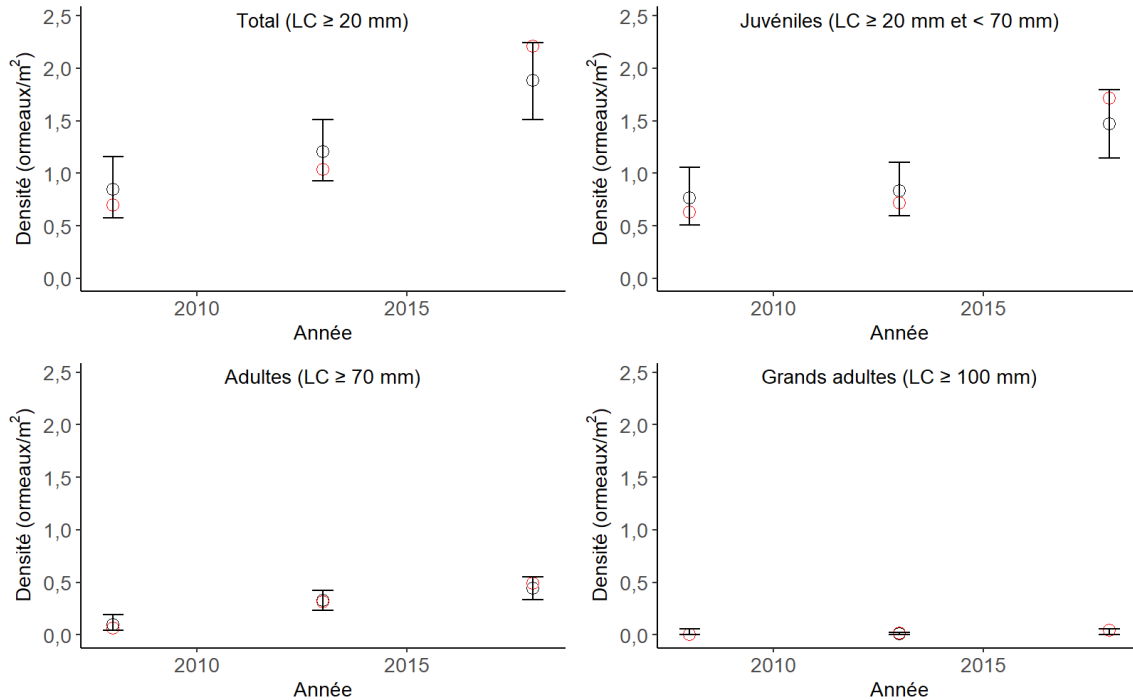 Total (LC ≥ 20 mm)
Densité (ormeaux/m²)
2,5
2,0
1,5
1,0
0,5
0,0
2010 2015
Année
Juvéniles (LC ≥ 20 mm et < 70 mm)
Densité (ormeaux/m²)
2,5
2,0
1,5
1,0
0,5
0,0
2010 2015
Année
Adultes (LC ≥ 70 mm)
Densité (ormeaux/m²)
2,5
2,0
1,5
1,0
0,5
0,0
2010 2015
Année
Grands adultes (LC ≥ 100 mm)
Densité (ormeaux/m²)
2,5
2,0
1,5
1,0
0,5
0,0
2010 2015
Année